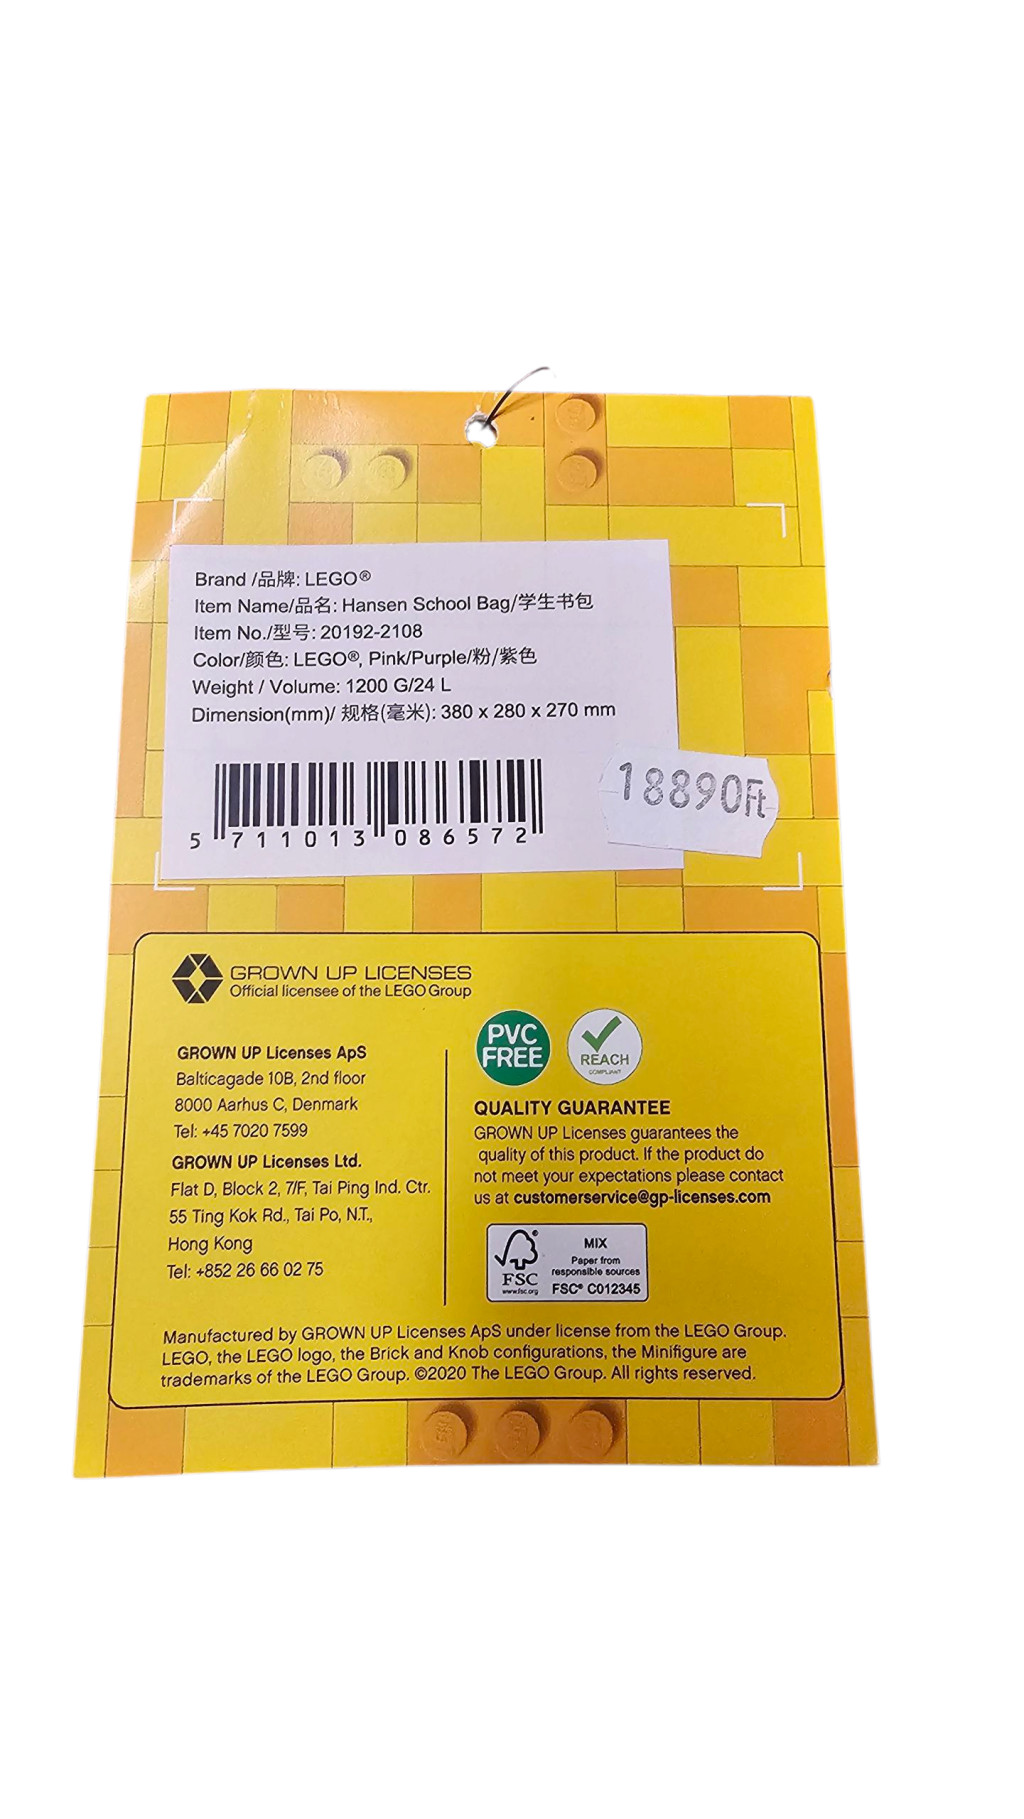 Brand /品牌: LEGO®
Item Name/品名: Hansen School Bag/学生书包
Item No./型号: 20192-2108
Color/颜色: LEGO®, Pink/Purple/粉/紫色
Weight / Volume: 1200 G/24 L
Dimension(mm)/ 规格(毫米): 380 x 280 x 270 mm
18890Ft
5 711013 086572
GROWN UP LICENSES
Official licensee of the LEGO Group
GROWN UP Licenses ApS
Balticagade 10B, 2nd floor
8000 Aarhus C, Denmark
Tel: +45 7020 7599
GROWN UP Licenses Ltd.
Flat D, Block 2, 7/F, Tai Ping Ind. Ctr.
55 Ting Kok Rd., Tai Po, N.T.,
Hong Kong
Tel: +852 26 66 02 75
PVC
FREE
REACH
COMPLIANT
QUALITY GUARANTEE
GROWN UP Licenses guarantees the
quality of this product. If the product do
not meet your expectations please contact
us at customerservice@gp-licenses.com
FSC
www.fsc.org
MIX
Paper from
responsible sources
FSC® C012345
Manufactured by GROWN UP Licenses ApS under license from the LEGO Group.
LEGO, the LEGO logo, the Brick and Knob configurations, the Minifigure are
trademarks of the LEGO Group. ©2020 The LEGO Group. All rights reserved.